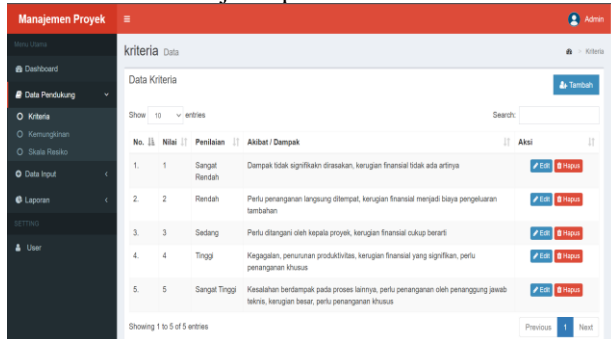 Manajemen Proyek
Admin
Menu Utama
kriteria Data
Kriteria
Dashboard
Data Pendukung
Kriteria
Kemungkinan
Skala Resiko
Data Input
Laporan
SETTING
User
Data Kriteria
Tambah
Show 10 entries
Search:
No. Nilai Penilaian Akibat / Dampak Aksi
1. 1 Sangat Rendah Dampak tidak signifikakn dirasakan, kerugian finansial tidak ada artinya Edit Hapus
2. 2 Rendah Perlu penanganan langsung ditempat, kerugian finansial menjadi biaya pengeluaran
tambahan Edit Hapus
3. 3 Sedang Perlu ditangani oleh kepala proyek, kerugian finansial cukup berarti Edit Hapus
4. 4 Tinggi Kegagalan, penurunan produktivitas, kerugian finansial yang signifikan, perlu
penanganan khusus Edit Hapus
5. 5 Sangat Tinggi Kesalahan berdampak pada proses lainnya, perlu penanganan oleh penanggung jawab
teknis, kerugian besar, perlu penanganan khusus Edit Hapus
Showing 1 to 5 of 5 entries
Previous 1 Next